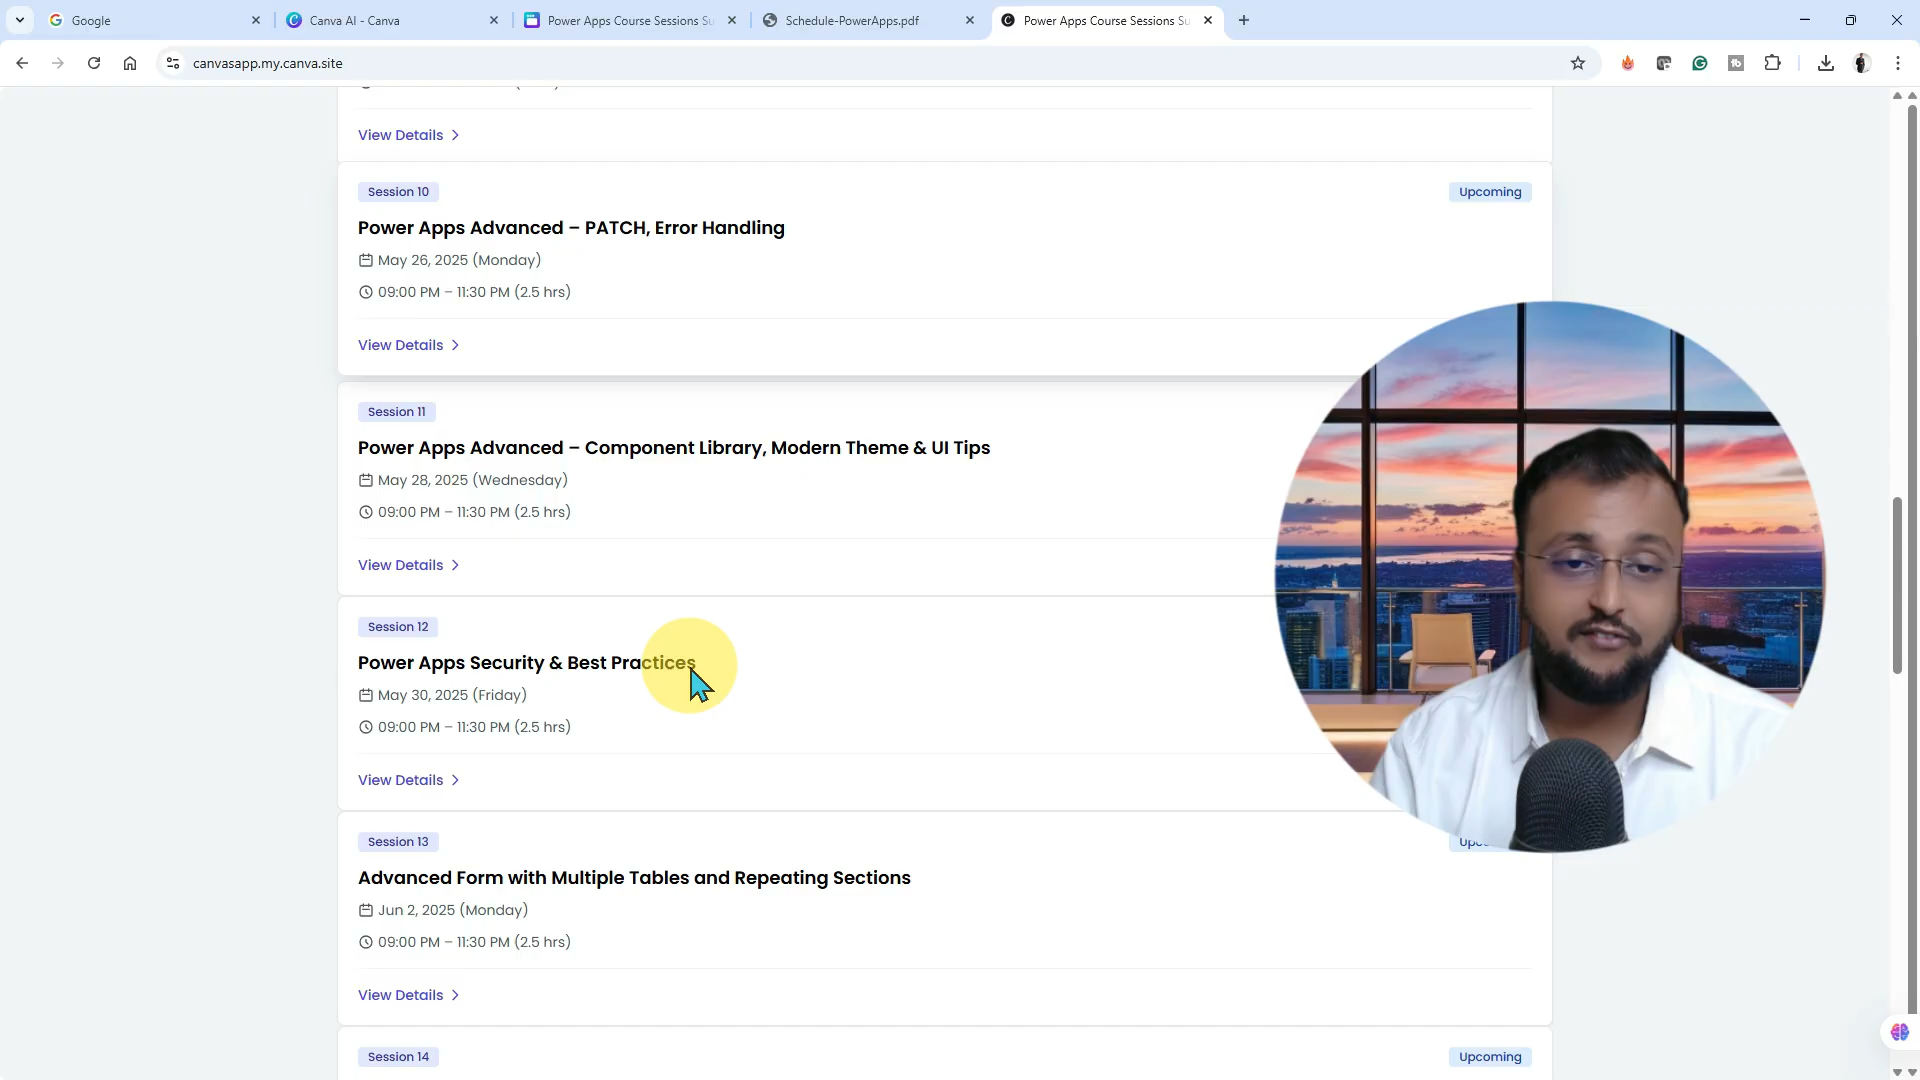 Google
Canva AI - Canva
Power Apps Course Sessions Su
Schedule-PowerApps.pdf
Power Apps Course Sessions Su
canvasapp.my.canva.site
View Details
Session 10
Upcoming
Power Apps Advanced – PATCH, Error Handling
May 26, 2025 (Monday)
09:00 PM – 11:30 PM (2.5 hrs)
View Details
Session 11
Power Apps Advanced – Component Library, Modern Theme & UI Tips
May 28, 2025 (Wednesday)
09:00 PM – 11:30 PM (2.5 hrs)
View Details
Session 12
Power Apps Security & Best Practices
May 30, 2025 (Friday)
09:00 PM – 11:30 PM (2.5 hrs)
View Details
Session 13
Advanced Form with Multiple Tables and Repeating Sections
Jun 2, 2025 (Monday)
09:00 PM – 11:30 PM (2.5 hrs)
View Details
Session 14
Upcoming